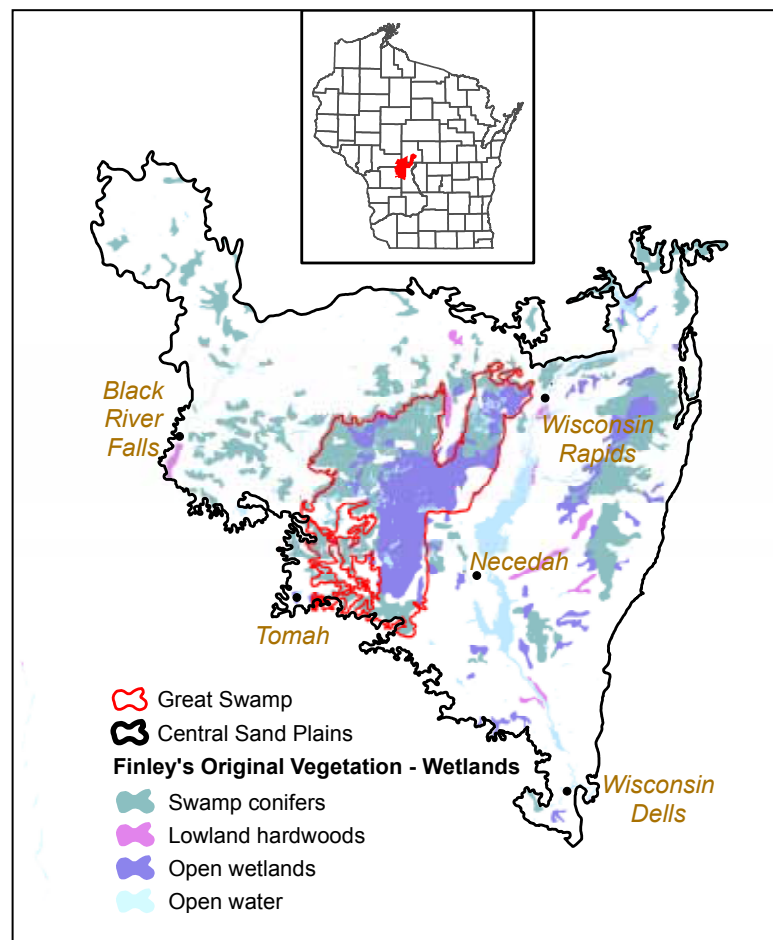 Black
River
Falls
Wisconsin
Rapids
Necedah
Tomah
Great Swamp
Central Sand Plains
Finley's Original Vegetation - Wetlands
Swamp conifers
Lowland hardwoods
Open wetlands
Open water
Wisconsin
Dells